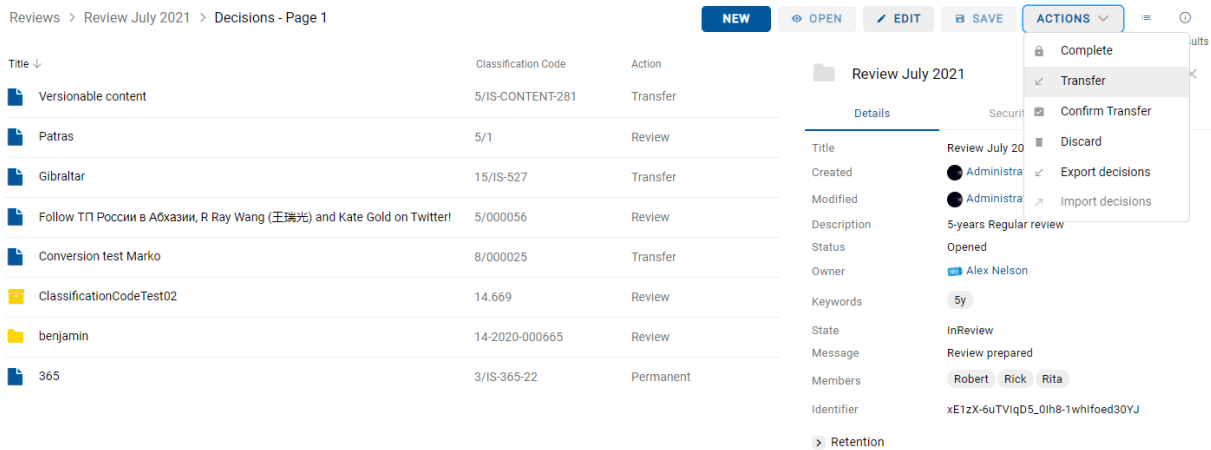 Reviews > Review July 2021 > Decisions - Page 1
NEW
OPEN
EDIT
SAVE
ACTIONS
Title
Classification Code
Action
Versionable content
5/IS-CONTENT-281
Transfer
Patras
5/1
Review
Gibraltar
15/IS-527
Transfer
Follow ТП России в Абхазии, R Ray Wang (王瑞光) and Kate Gold on Twitter!
5/000056
Review
Conversion test Marko
8/000025
Transfer
ClassificationCodeTest02
14.669
Review
benjamin
14-2020-000665
Review
365
3/IS-365-22
Permanent
Complete
Transfer
Confirm Transfer
Discard
Export decisions
Import decisions
ults
Review July 2021
Details
Securit
Title
Review July 20
Created
Administra
Modified
Administra
Description
5-years Regular review
Status
Opened
Owner
Alex Nelson
Keywords
5y
State
InReview
Message
Review prepared
Members
Robert
Rick
Rita
Identifier
Retention